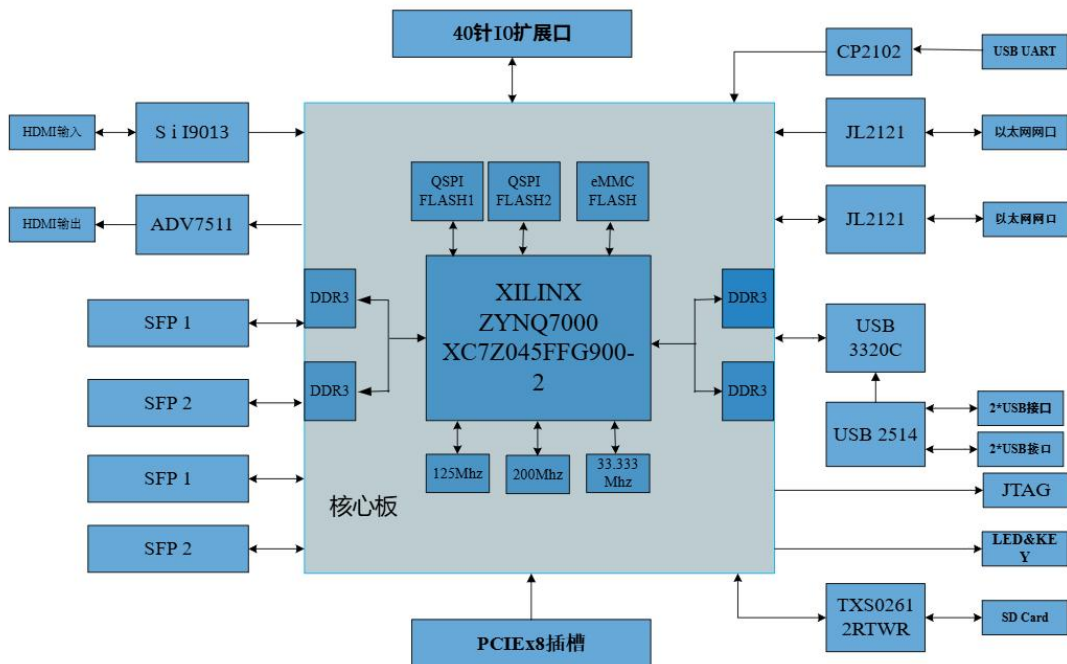 40针IO扩展口
CP2102
USB UART
HDMI输入
S i I9013
JL2121
以太网网口
QSPI
FLASH1
QSPI
FLASH2
eMMC
FLASH
HDMI输出
ADV7511
JL2121
以太网网口
DDR3
XILINX
ZYNQ7000
XC7Z045FFG900-
2
DDR3
SFP 1
USB
3320C
DDR3
DDR3
SFP 2
USB 2514
2*USB接口
2*USB接口
SFP 1
125Mhz
200Mhz
33.333
Mhz
JTAG
核心板
SFP 2
LED&KE
Y
TXS0261
2RTWR
SD Card
PCIEx8插槽